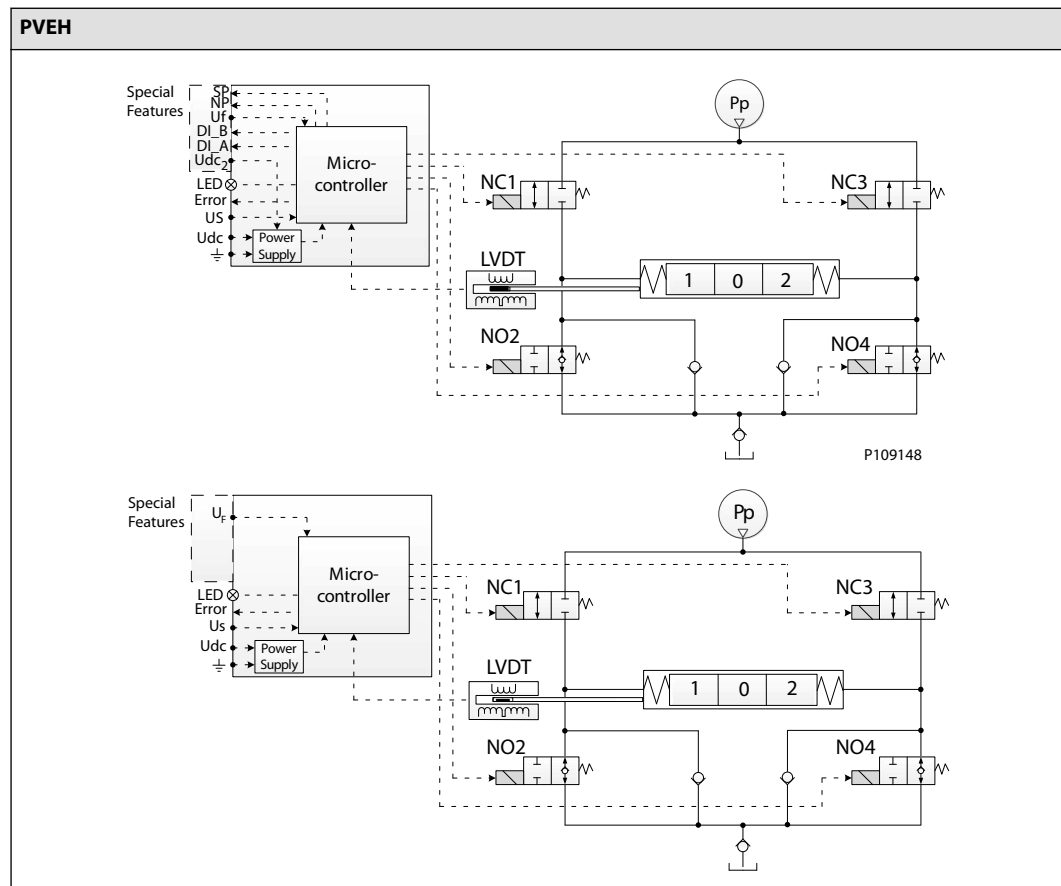 PVEH
Special
Features
SP
NP
Uf
DI_B
DI_A
Udc2
LED
Error
US
Udc
Micro-
controller
Power
Supply
Pp
NC1
NC3
LVDT
1 0 2
NO2
NO4
P109148
Special
Features
UF
LED
Error
Us
Udc
Micro-
controller
Power
Supply
Pp
NC1
NC3
LVDT
1 0 2
NO2
NO4